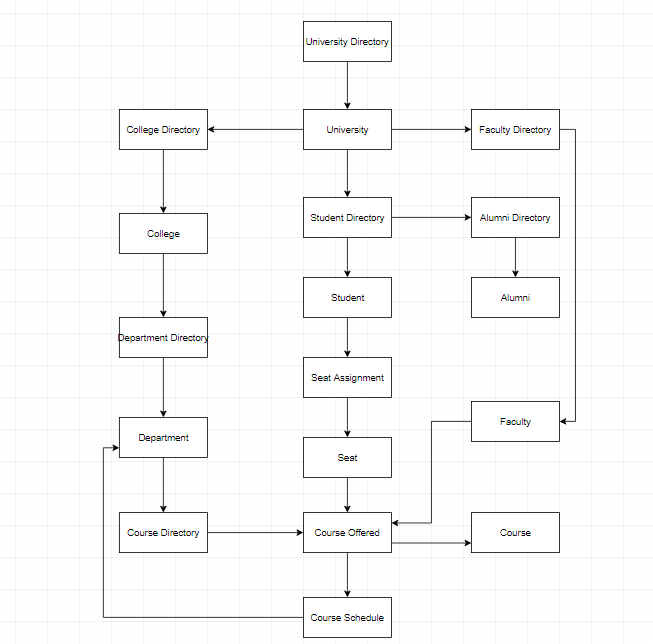 University Directory
College Directory
University
Faculty Directory
Student Directory
Alumni Directory
College
Student
Alumni
Department Directory
Seat Assignment
Faculty
Department
Seat
Course Directory
Course Offered
Course
Course Schedule